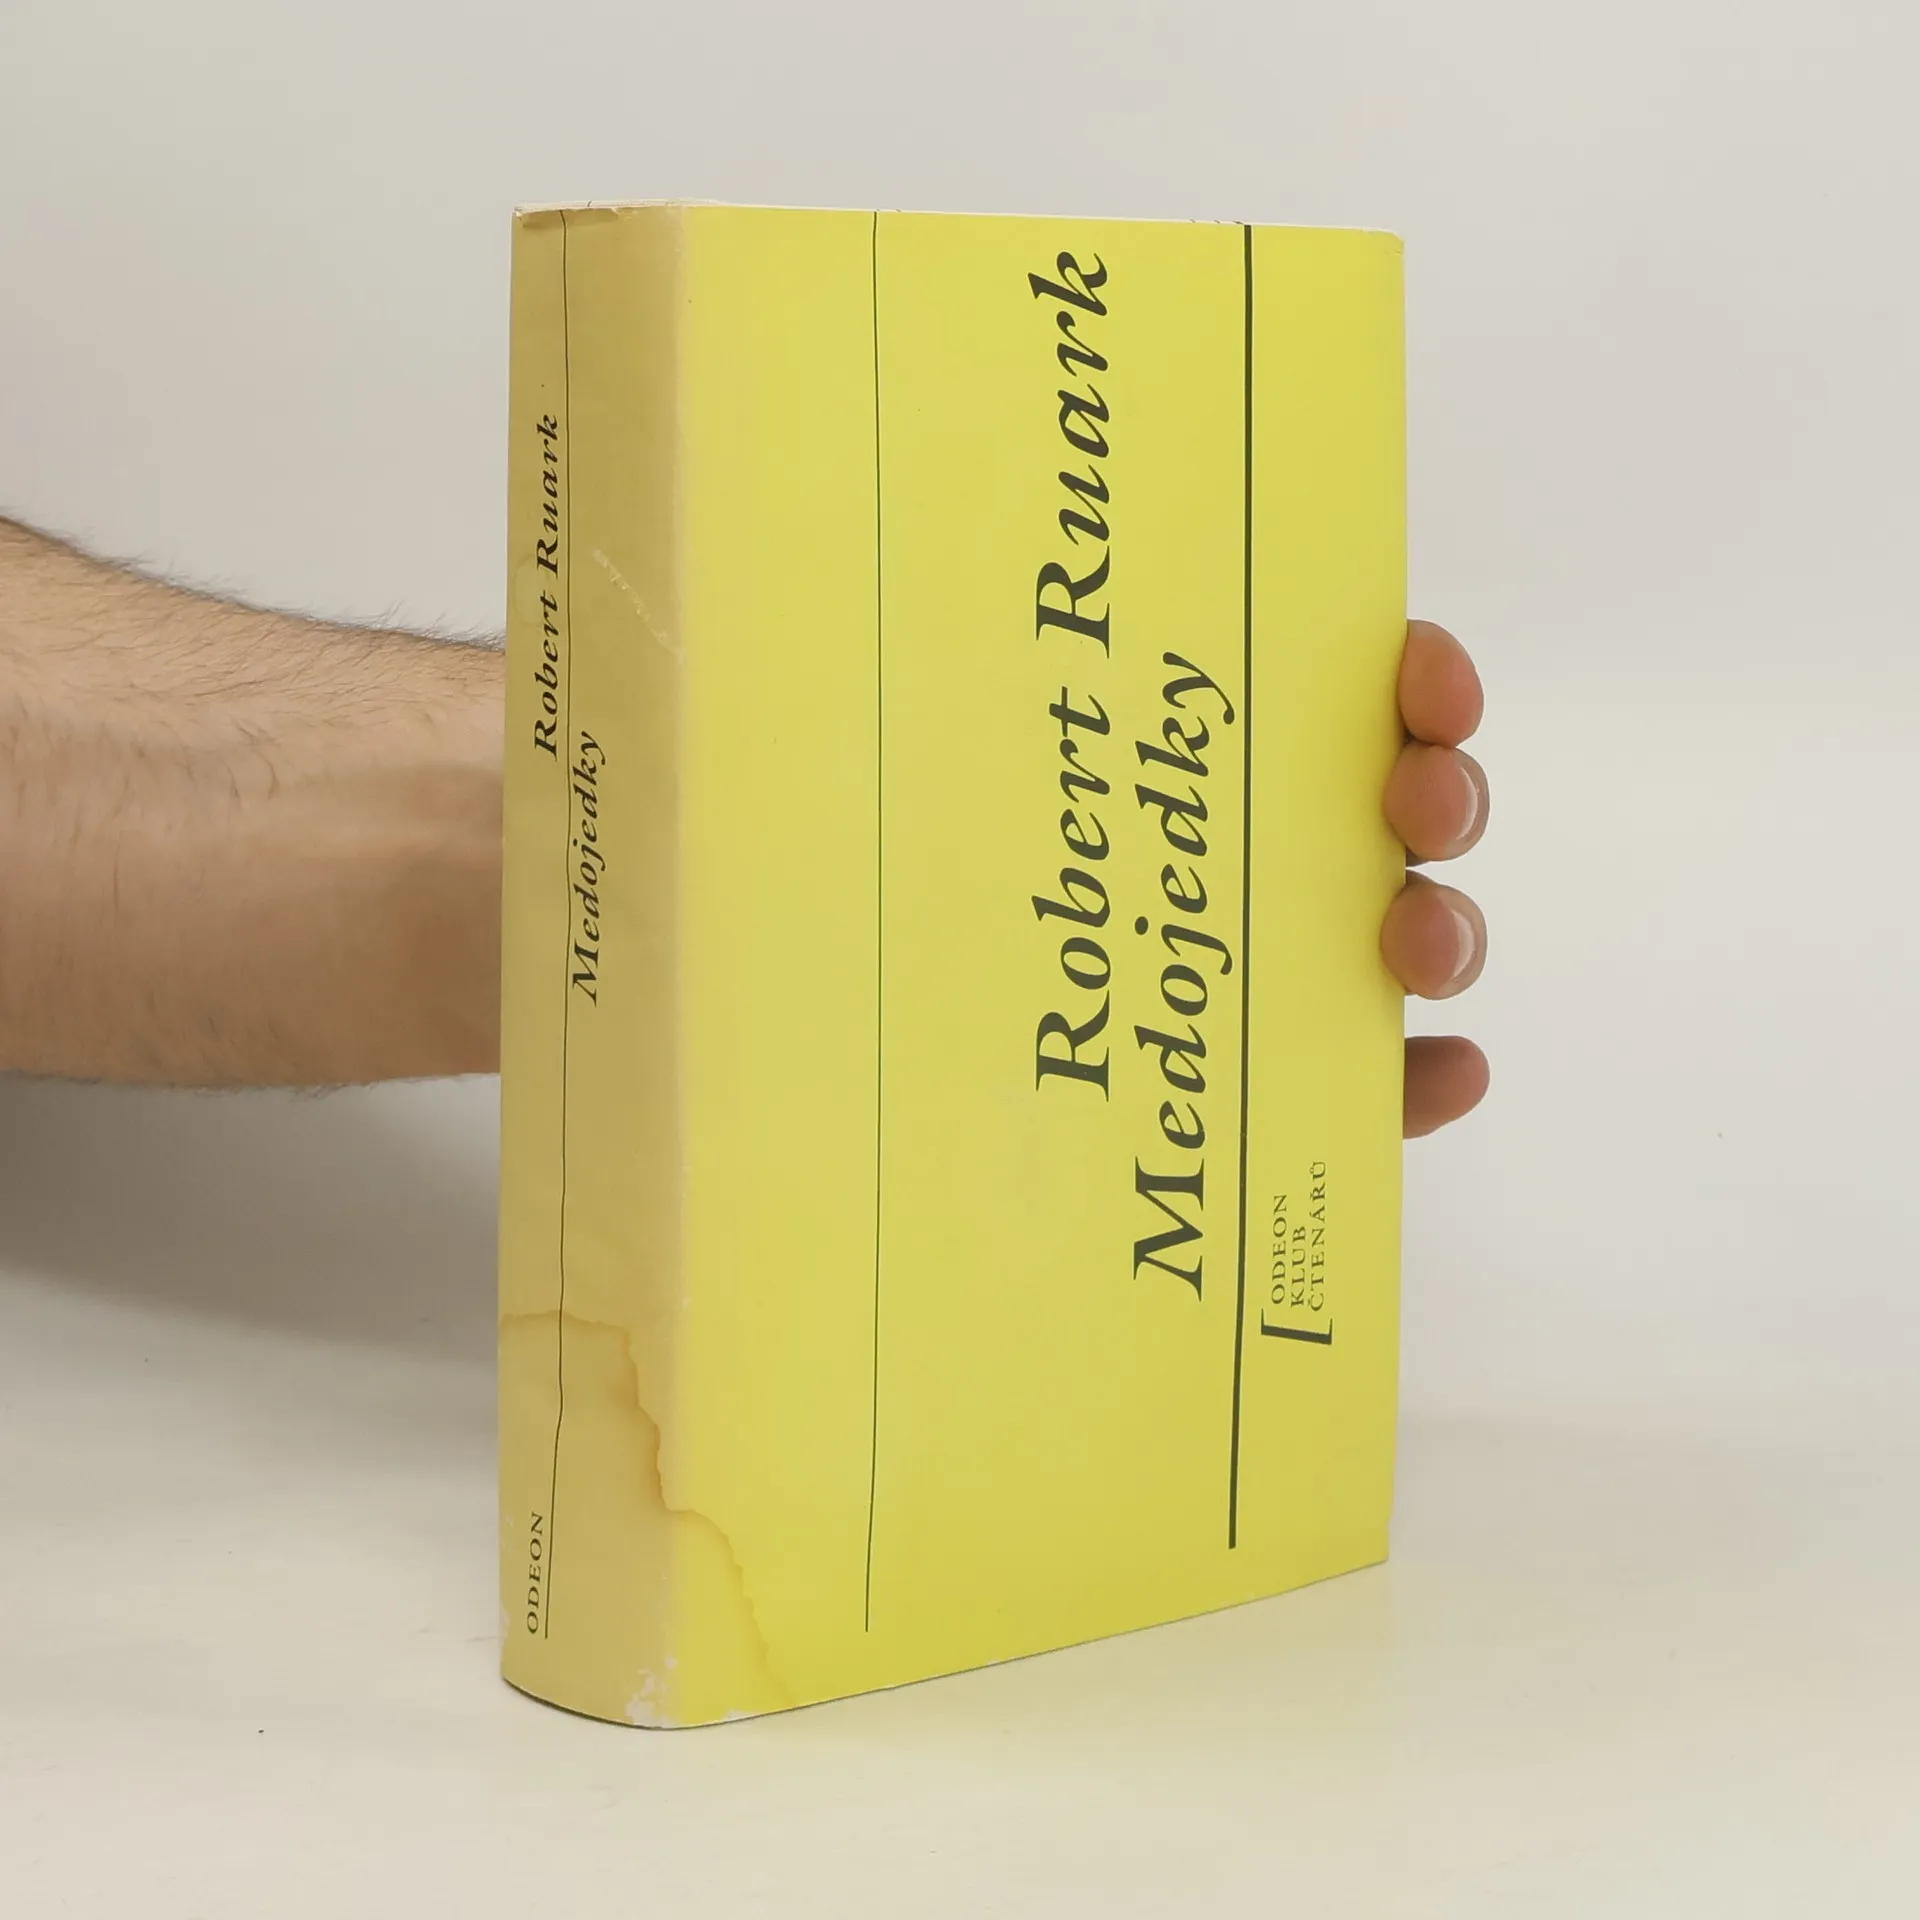 Robert Ruark
Medojedky
ODEON
Robert Ruark
Medojedky
ODEON
KLUB
ČTENÁŘŮ